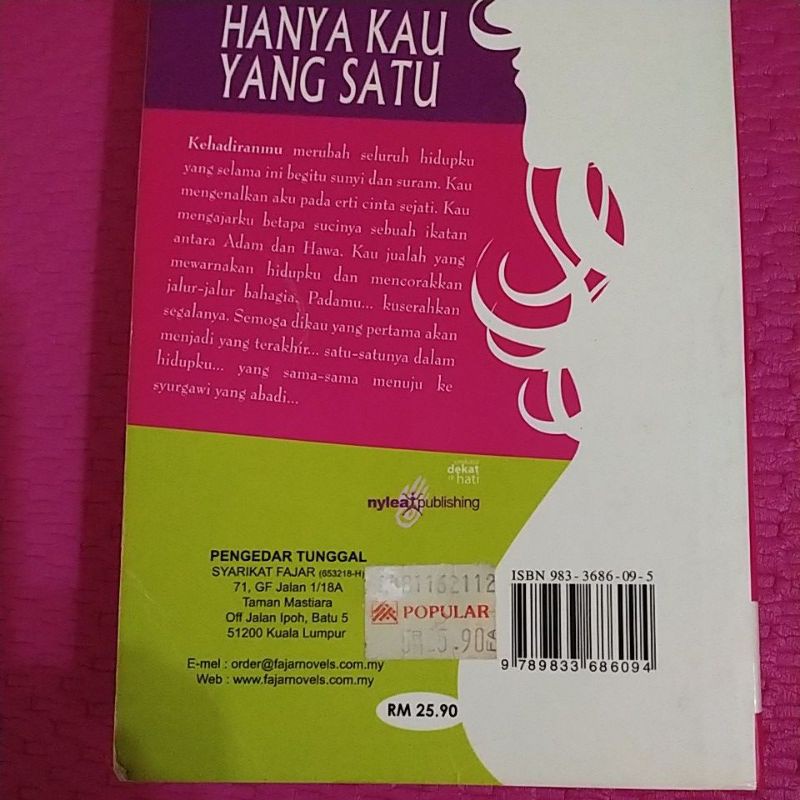 HANYA KAU
YANG SATU
Kehadiranmu merubah seluruh hidupku
yang selama ini begitu sunyi dan suram. Kau
mengenalkan aku pada erti cinta sejati. Kau
mengajarku betapa sucinya sebuah ikatan
antara Adam dan Hawa. Kau jualah yang
mewarnakan hidupku dan mencorakkan
jalur-jalur bahagia. Padamu... kuserahkan
segalanya. Semoga dikau yang pertama akan
menjadi yang terakhir... satu-satunya dalam
hidupku... yang sama-sama menuju ke
syurgawi yang abadi...
dekat
hati
nylea publishing
PENGEDAR TUNGGAL
SYARIKAT FAJAR (653218-H)
71, GF Jalan 1/18A
Taman Mastiara
Off Jalan Ipoh, Batu 5
51200 Kuala Lumpur
E-mel : order@fajarnovels.com.my
Web : www.fajarnovels.com.my
POPULAR
RM 25.90
ISBN 983-3686-09-5
9 789833 686094